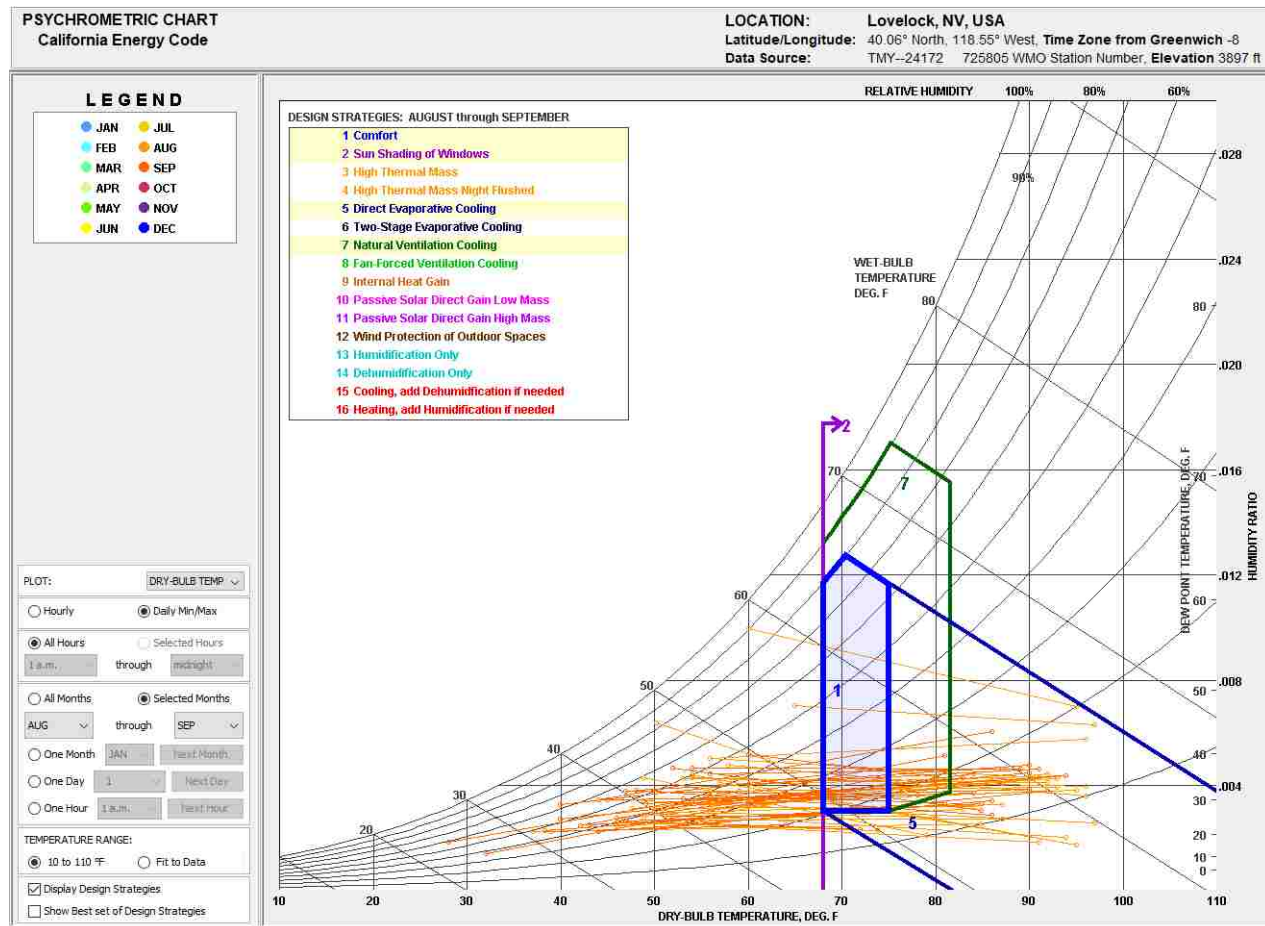 PSYCHROMETRIC CHART
California Energy Code
LOCATION: Lovelock, NV, USA
Latitude/Longitude: 40.06° North, 118.55° West, Time Zone from Greenwich -8
Data Source: TMY--24172 725805 WMO Station Number, Elevation 3897 ft
LEGEND
JAN JUL
FEB AUG
MAR SEP
APR OCT
MAY NOV
JUN DEC
PLOT: DRY-BULB TEMP
Hourly Daily Min/Max
All Hours Selected Hours
1 a.m. through midnight
All Months Selected Months
AUG through SEP
One Month JAN Next Month
One Day 1 Next Day
One Hour 1 a.m. Next Hour
TEMPERATURE RANGE:
10 to 110 °F Fit to Data
Display Design Strategies
Show Best set of Design Strategies
RELATIVE HUMIDITY 100% 80% 60%
90%
DESIGN STRATEGIES: AUGUST through SEPTEMBER
1 Comfort
2 Sun Shading of Windows
3 High Thermal Mass
4 High Thermal Mass Night Flushed
5 Direct Evaporative Cooling
6 Two-Stage Evaporative Cooling
7 Natural Ventilation Cooling
8 Fan-Forced Ventilation Cooling
9 Internal Heat Gain
10 Passive Solar Direct Gain Low Mass
11 Passive Solar Direct Gain High Mass
12 Wind Protection of Outdoor Spaces
13 Humidification Only
14 Dehumidification Only
15 Cooling, add Dehumidfication if needed
16 Heating, add Humidification if needed
WET-BULB
TEMPERATURE
DEG. F
20
30
40
50
60
70
80
2
7
1
5
.028
.024
.020
.016
.012
.008
.004
HUMIDITY RATIO
80
70
60
50
40
30
20
10
0
DEW POINT TEMPERATURE, DEG. F
10 20 30 40 50 60 70 80 90 100 110
DRY-BULB TEMPERATURE, DEG. F